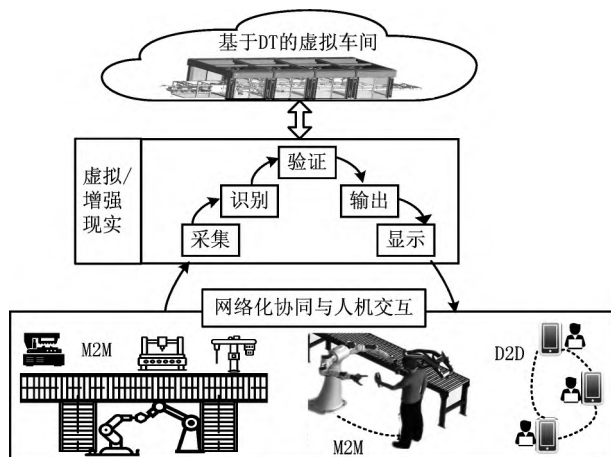 基于DT的虚拟车间
虚拟/
增强
现实
采集
识别
验证
输出
显示
网络化协同与人机交互
M2M
M2M
D2D